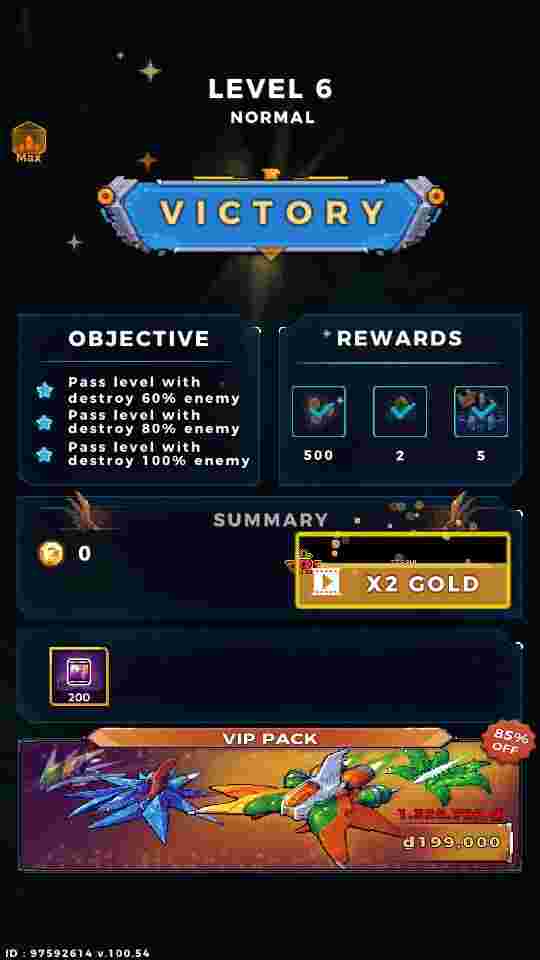 LEVEL 6
NORMAL
Max
VICTORY
OBJECTIVE
Pass level with
destroy 60% enemy
Pass level with
destroy 80% enemy
Pass level with
destroy 100% enemy
REWARDS
500
2
5
SUMMARY
0
X2 GOLD
200
VIP PACK
85%
OFF
đ199,000
ID : 97592614 v.100.54